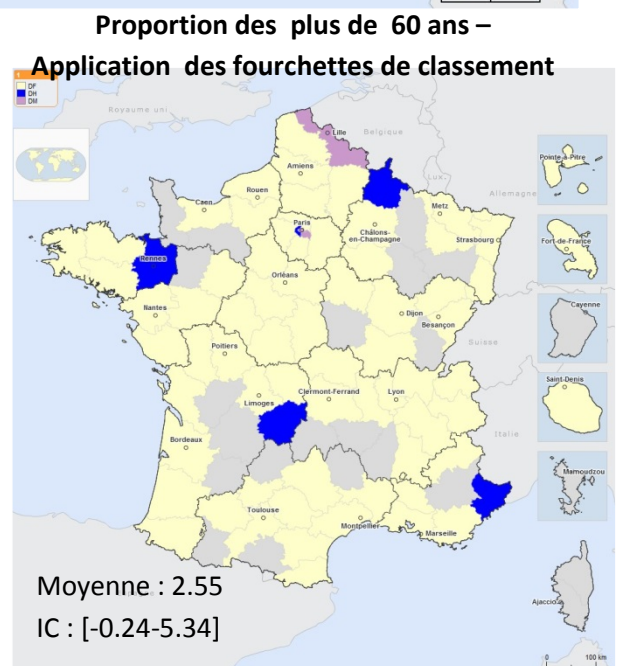 Proportion des plus de 60 ans –
Application des fourchettes de classement
DF
DH
DM
Royaume uni
Lille
Belgique
Amiens
Lux.
Allemagne
Rouen
Caen
Metz
Paris
Châlons-
en-Champagne
Strasbourg
Rennes
Orléans
Nantes
Dijon
Besançon
Suisse
Poitiers
Clermont-Ferrand
Lyon
Limoges
Italie
Bordeaux
Toulouse
Montpellier
Marseille
Pointe-à-Pitre
Fort-de-France
Cayenne
Saint-Denis
Mamoudzou
Ajaccio
Moyenne : 2.55
IC : [-0.24-5.34]
0 100 km